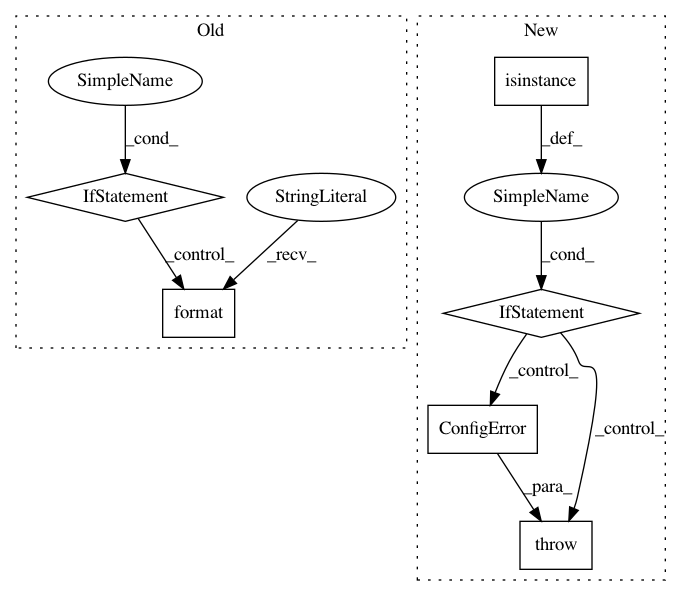 Old
New
SimpleName
isinstance
_cond_
_def_
IfStatement
StringLiteral
SimpleName
_control_
_recv_
_cond_
format
IfStatement
_control_
ConfigError
_control_
_para_
throw